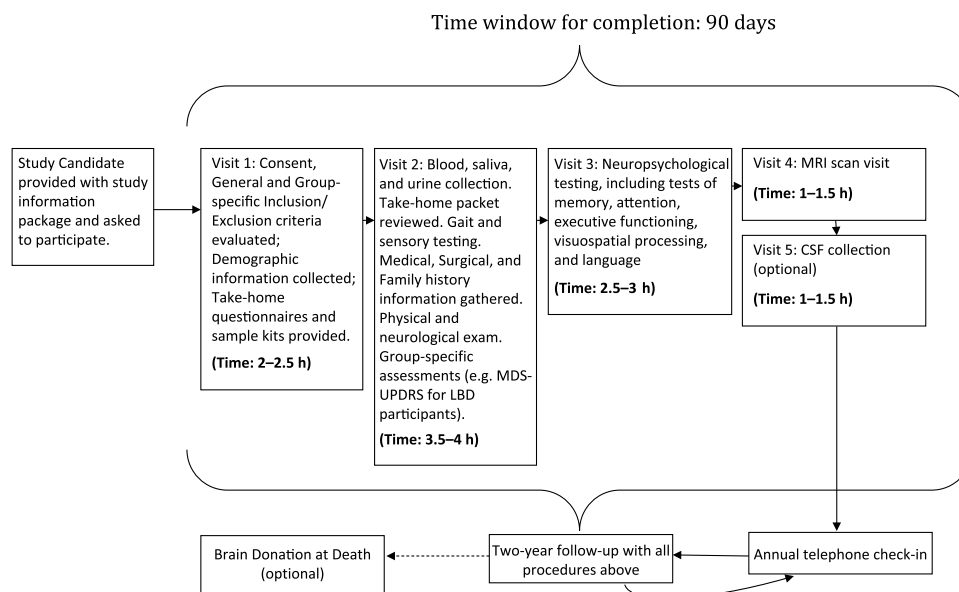 Time window for completion: 90 days
Study Candidate
provided with study
information
package and asked
to participate.
Visit 1: Consent,
General and Group-
specific Inclusion/
Exclusion criteria
evaluated;
Demographic
information collected;
Take-home
questionnaires and
sample kits provided.
(Time: 2–2.5 h)
Visit 2: Blood, saliva,
and urine collection.
Take-home packet
reviewed. Gait and
sensory testing.
Medical, Surgical, and
Family history
information gathered.
Physical and
neurological exam.
Group-specific
assessments (e.g. MDS-
UPDRS for LBD
participants).
(Time: 3.5–4 h)
Visit 3: Neuropsychological
testing, including tests of
memory, attention,
executive functioning,
visuospatial processing,
and language
(Time: 2.5–3 h)
Visit 4: MRI scan visit
(Time: 1–1.5 h)
Visit 5: CSF collection
(optional)
(Time: 1–1.5 h)
Brain Donation at Death
(optional)
Two-year follow-up with all
procedures above
Annual telephone check-in